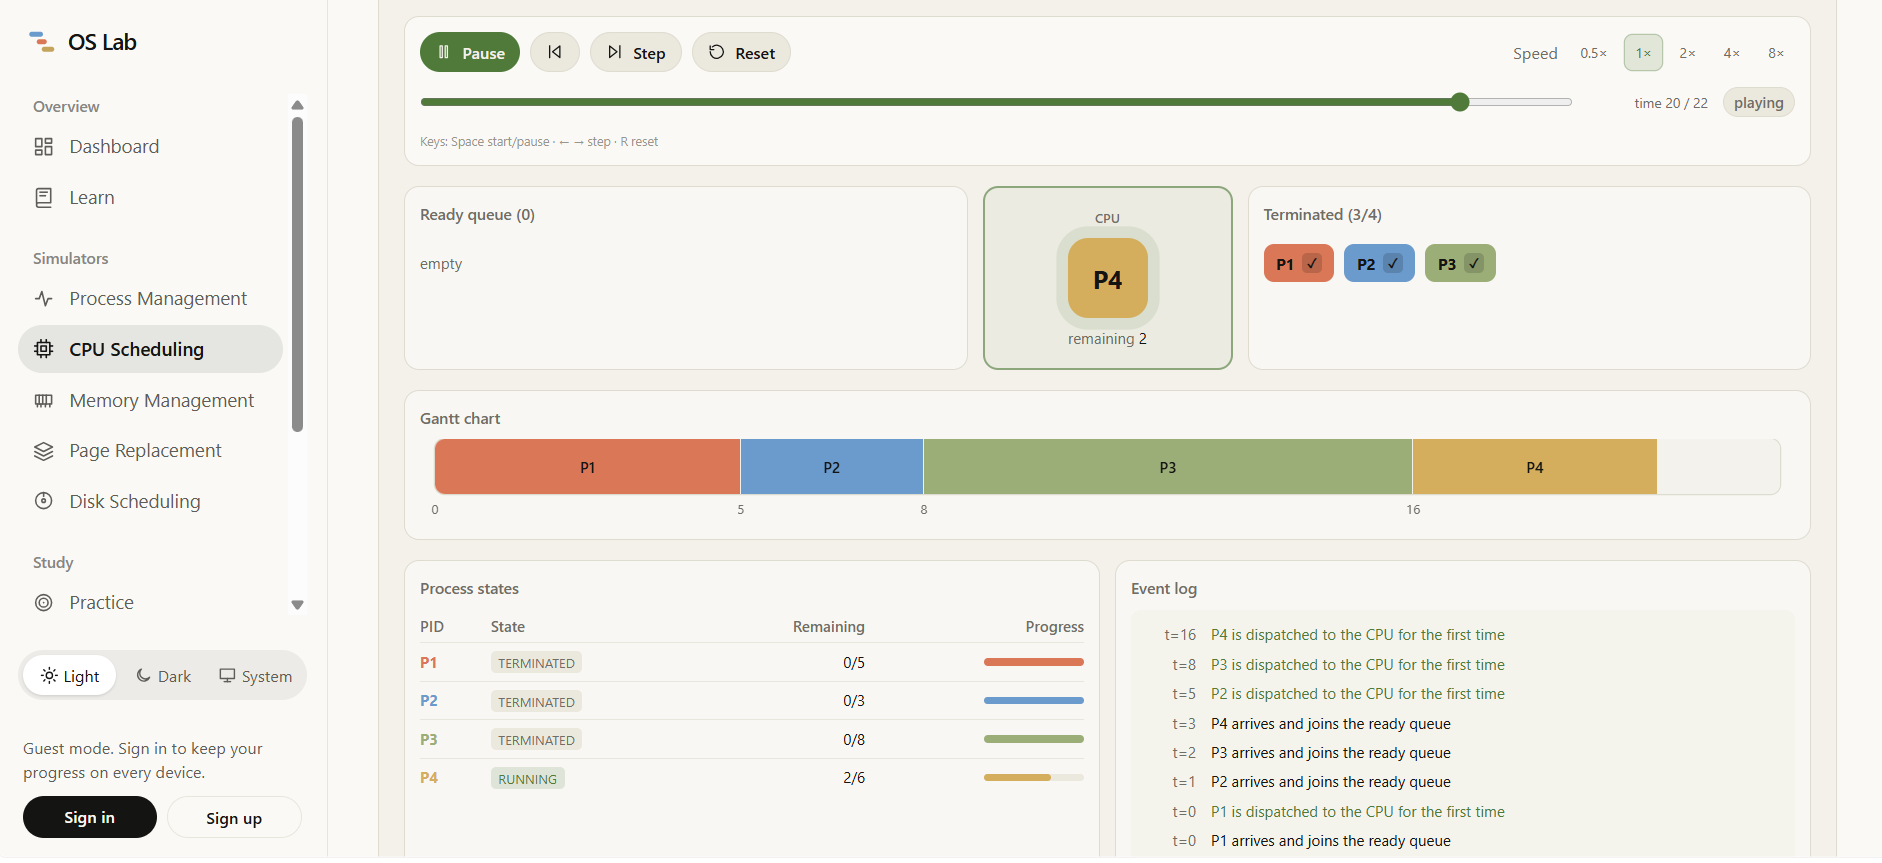 OS Lab
Overview
Dashboard
Learn
Simulators
Process Management
CPU Scheduling
Memory Management
Page Replacement
Disk Scheduling
Study
Practice
Light Dark System
Guest mode. Sign in to keep your
progress on every device.
Sign in Sign up
Pause Step Reset Speed 0.5× 1× 2× 4× 8×
time 20 / 22 playing
Keys: Space start/pause · ← → step · R reset
Ready queue (0)
empty
CPU
P4
remaining 2
Terminated (3/4)
P1 ✓ P2 ✓ P3 ✓
Gantt chart
P1 P2 P3 P4
0 5 8 16
Process states
PID State Remaining Progress
P1 TERMINATED 0/5
P2 TERMINATED 0/3
P3 TERMINATED 0/8
P4 RUNNING 2/6
Event log
t=16 P4 is dispatched to the CPU for the first time
t=8 P3 is dispatched to the CPU for the first time
t=5 P2 is dispatched to the CPU for the first time
t=3 P4 arrives and joins the ready queue
t=2 P3 arrives and joins the ready queue
t=1 P2 arrives and joins the ready queue
t=0 P1 is dispatched to the CPU for the first time
t=0 P1 arrives and joins the ready queue